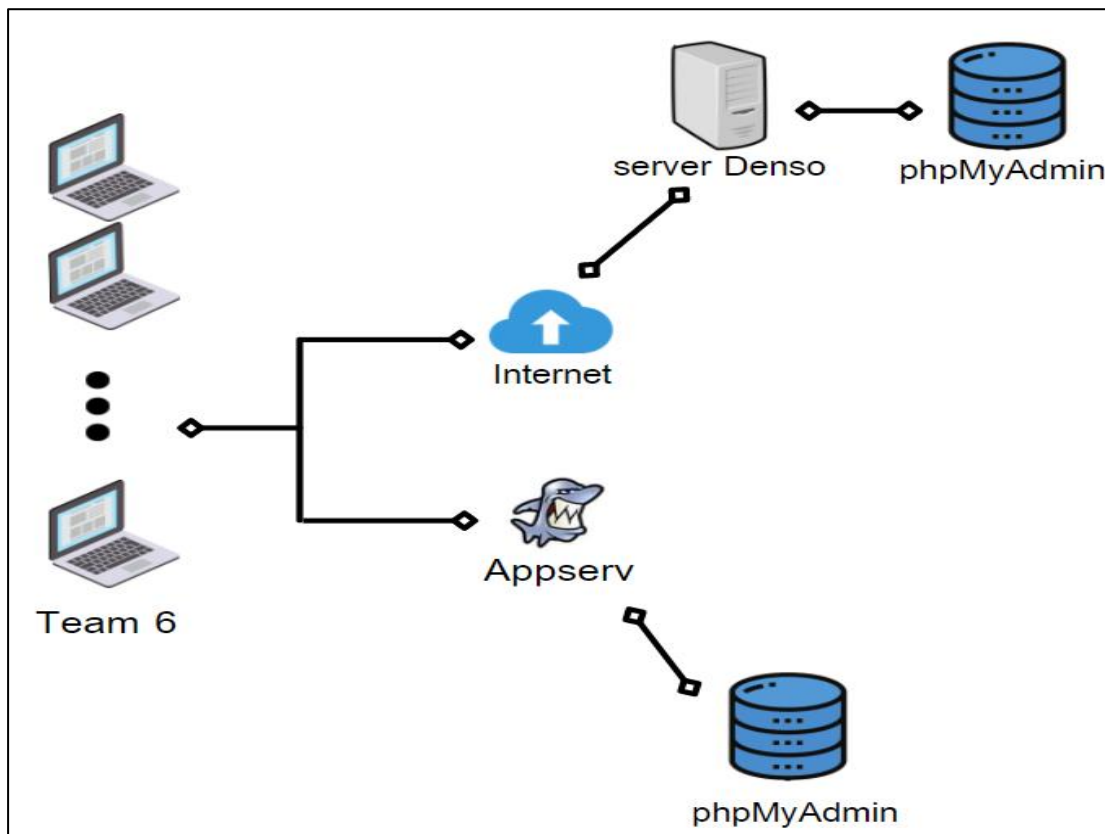 server Denso
phpMyAdmin
Internet
Appserv
Team 6
phpMyAdmin